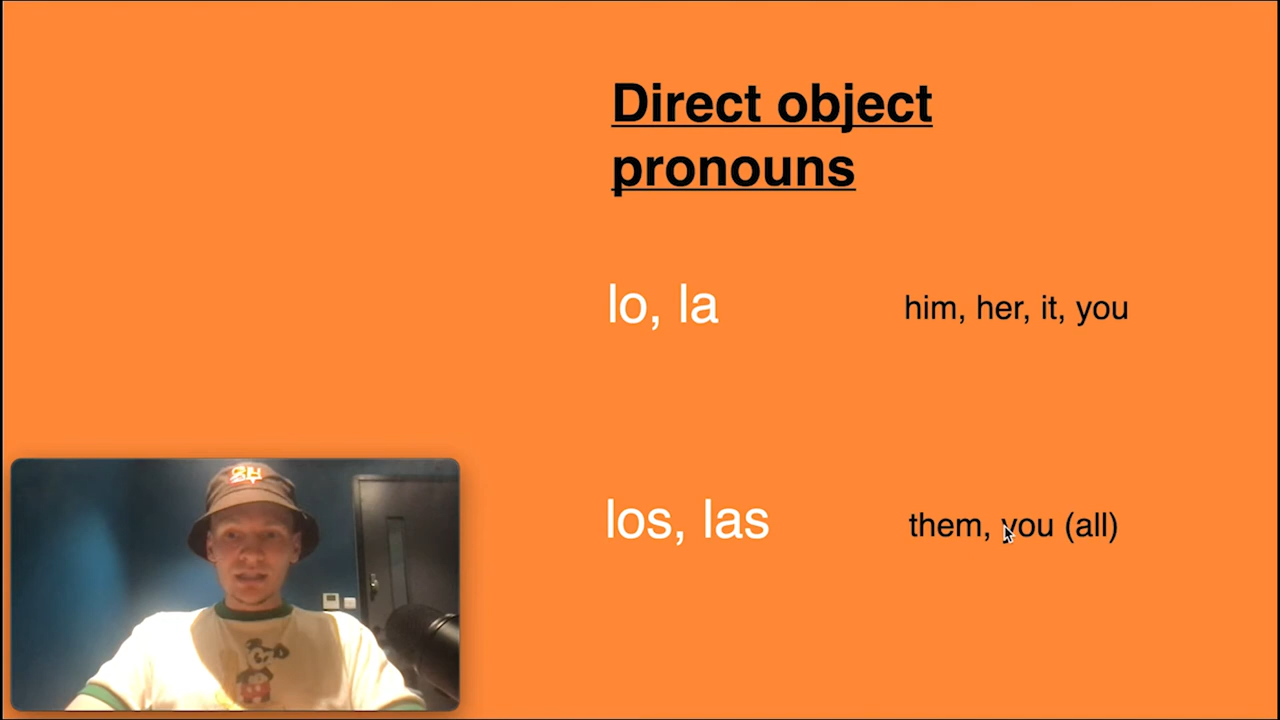 Direct object
pronouns
lo, la
him, her, it, you
los, las
them, you (all)